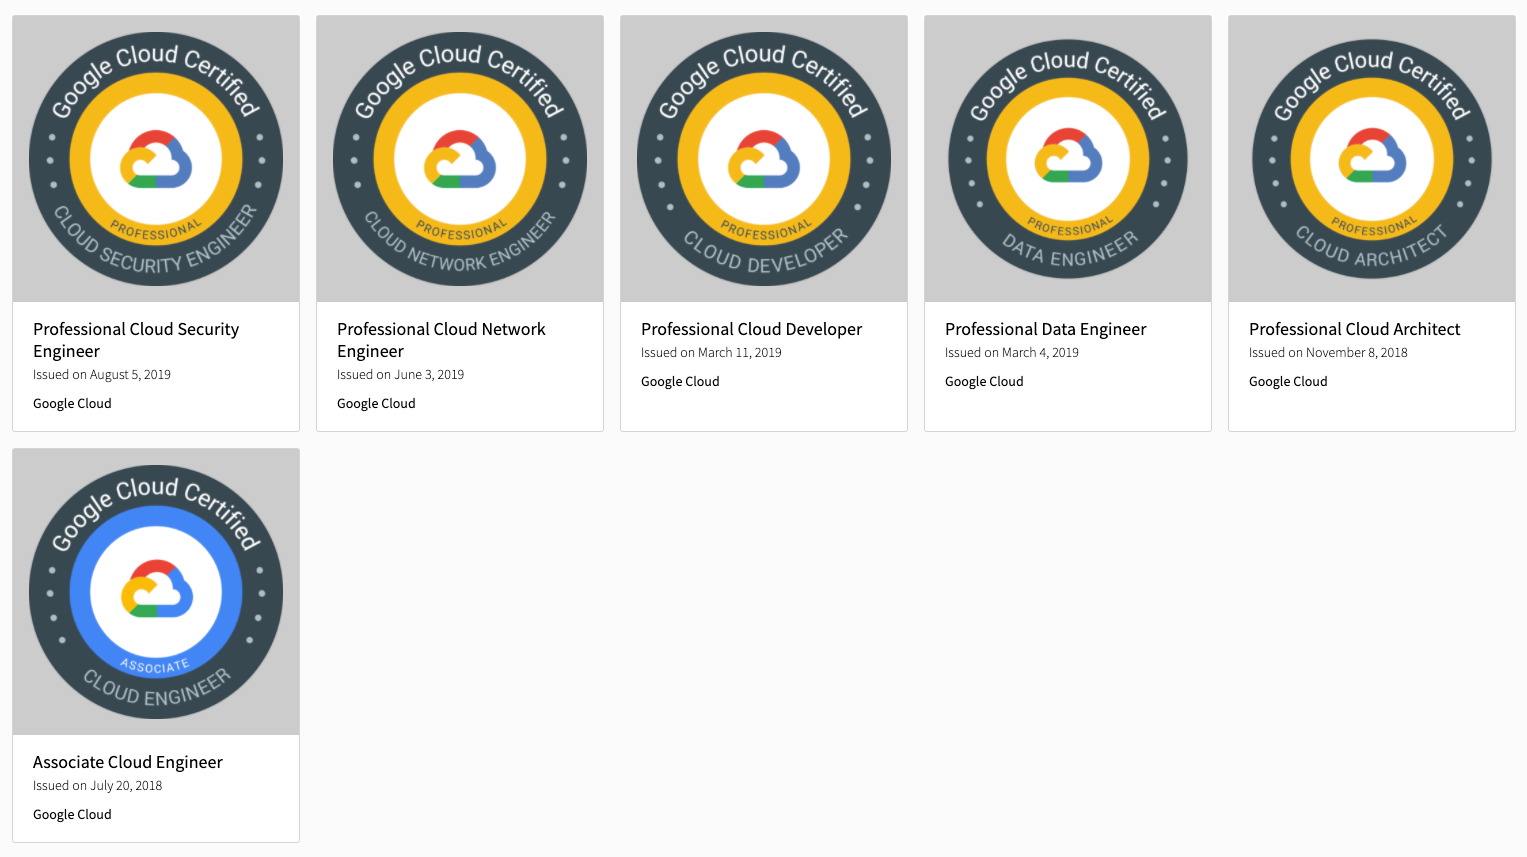 Google Cloud Certified
PROFESSIONAL
CLOUD SECURITY ENGINEER
Professional Cloud Security
Engineer
Issued on August 5, 2019
Google Cloud
Google Cloud Certified
PROFESSIONAL
CLOUD NETWORK ENGINEER
Professional Cloud Network
Engineer
Issued on June 3, 2019
Google Cloud
Google Cloud Certified
PROFESSIONAL
CLOUD DEVELOPER
Professional Cloud Developer
Issued on March 11, 2019
Google Cloud
Google Cloud Certified
PROFESSIONAL
DATA ENGINEER
Professional Data Engineer
Issued on March 4, 2019
Google Cloud
Google Cloud Certified
PROFESSIONAL
CLOUD ARCHITECT
Professional Cloud Architect
Issued on November 8, 2018
Google Cloud
Google Cloud Certified
ASSOCIATE
CLOUD ENGINEER
Associate Cloud Engineer
Issued on July 20, 2018
Google Cloud